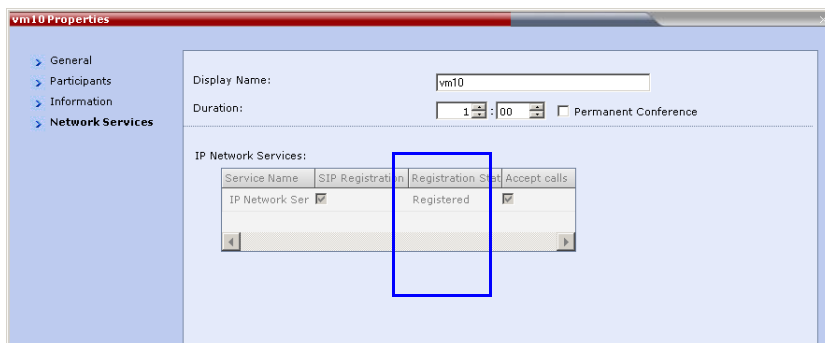 vm10 Properties
General
Participants
Information
Network Services
Display Name: vm10
Duration: 1 : 00 Permanent Conference
IP Network Services:
Service Name SIP Registration Registration Stat Accept calls
IP Network Ser Registered